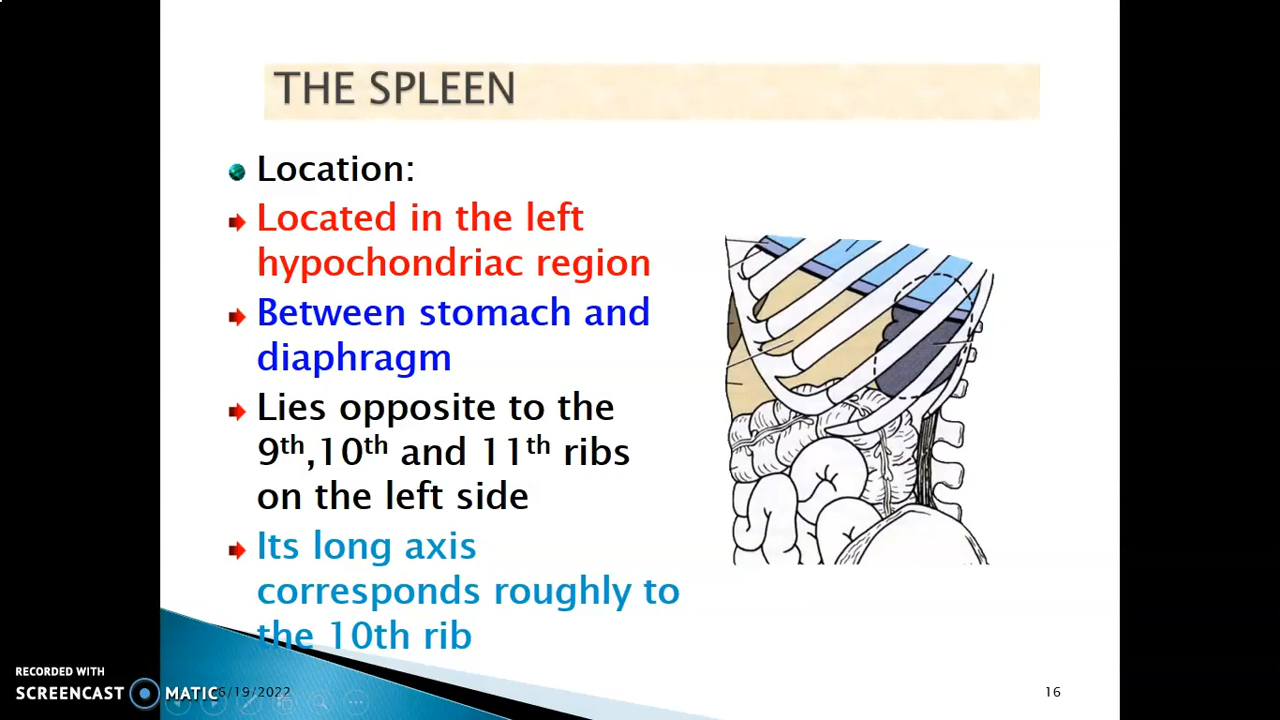 THE SPLEEN
Location:
Located in the left
hypochondriac region
Between stomach and
diaphragm
Lies opposite to the
9th,10th and 11th ribs
on the left side
Its long axis
corresponds roughly to
the 10th rib
RECORDED WITH
SCREENCAST MATIC
6/19/2022
16